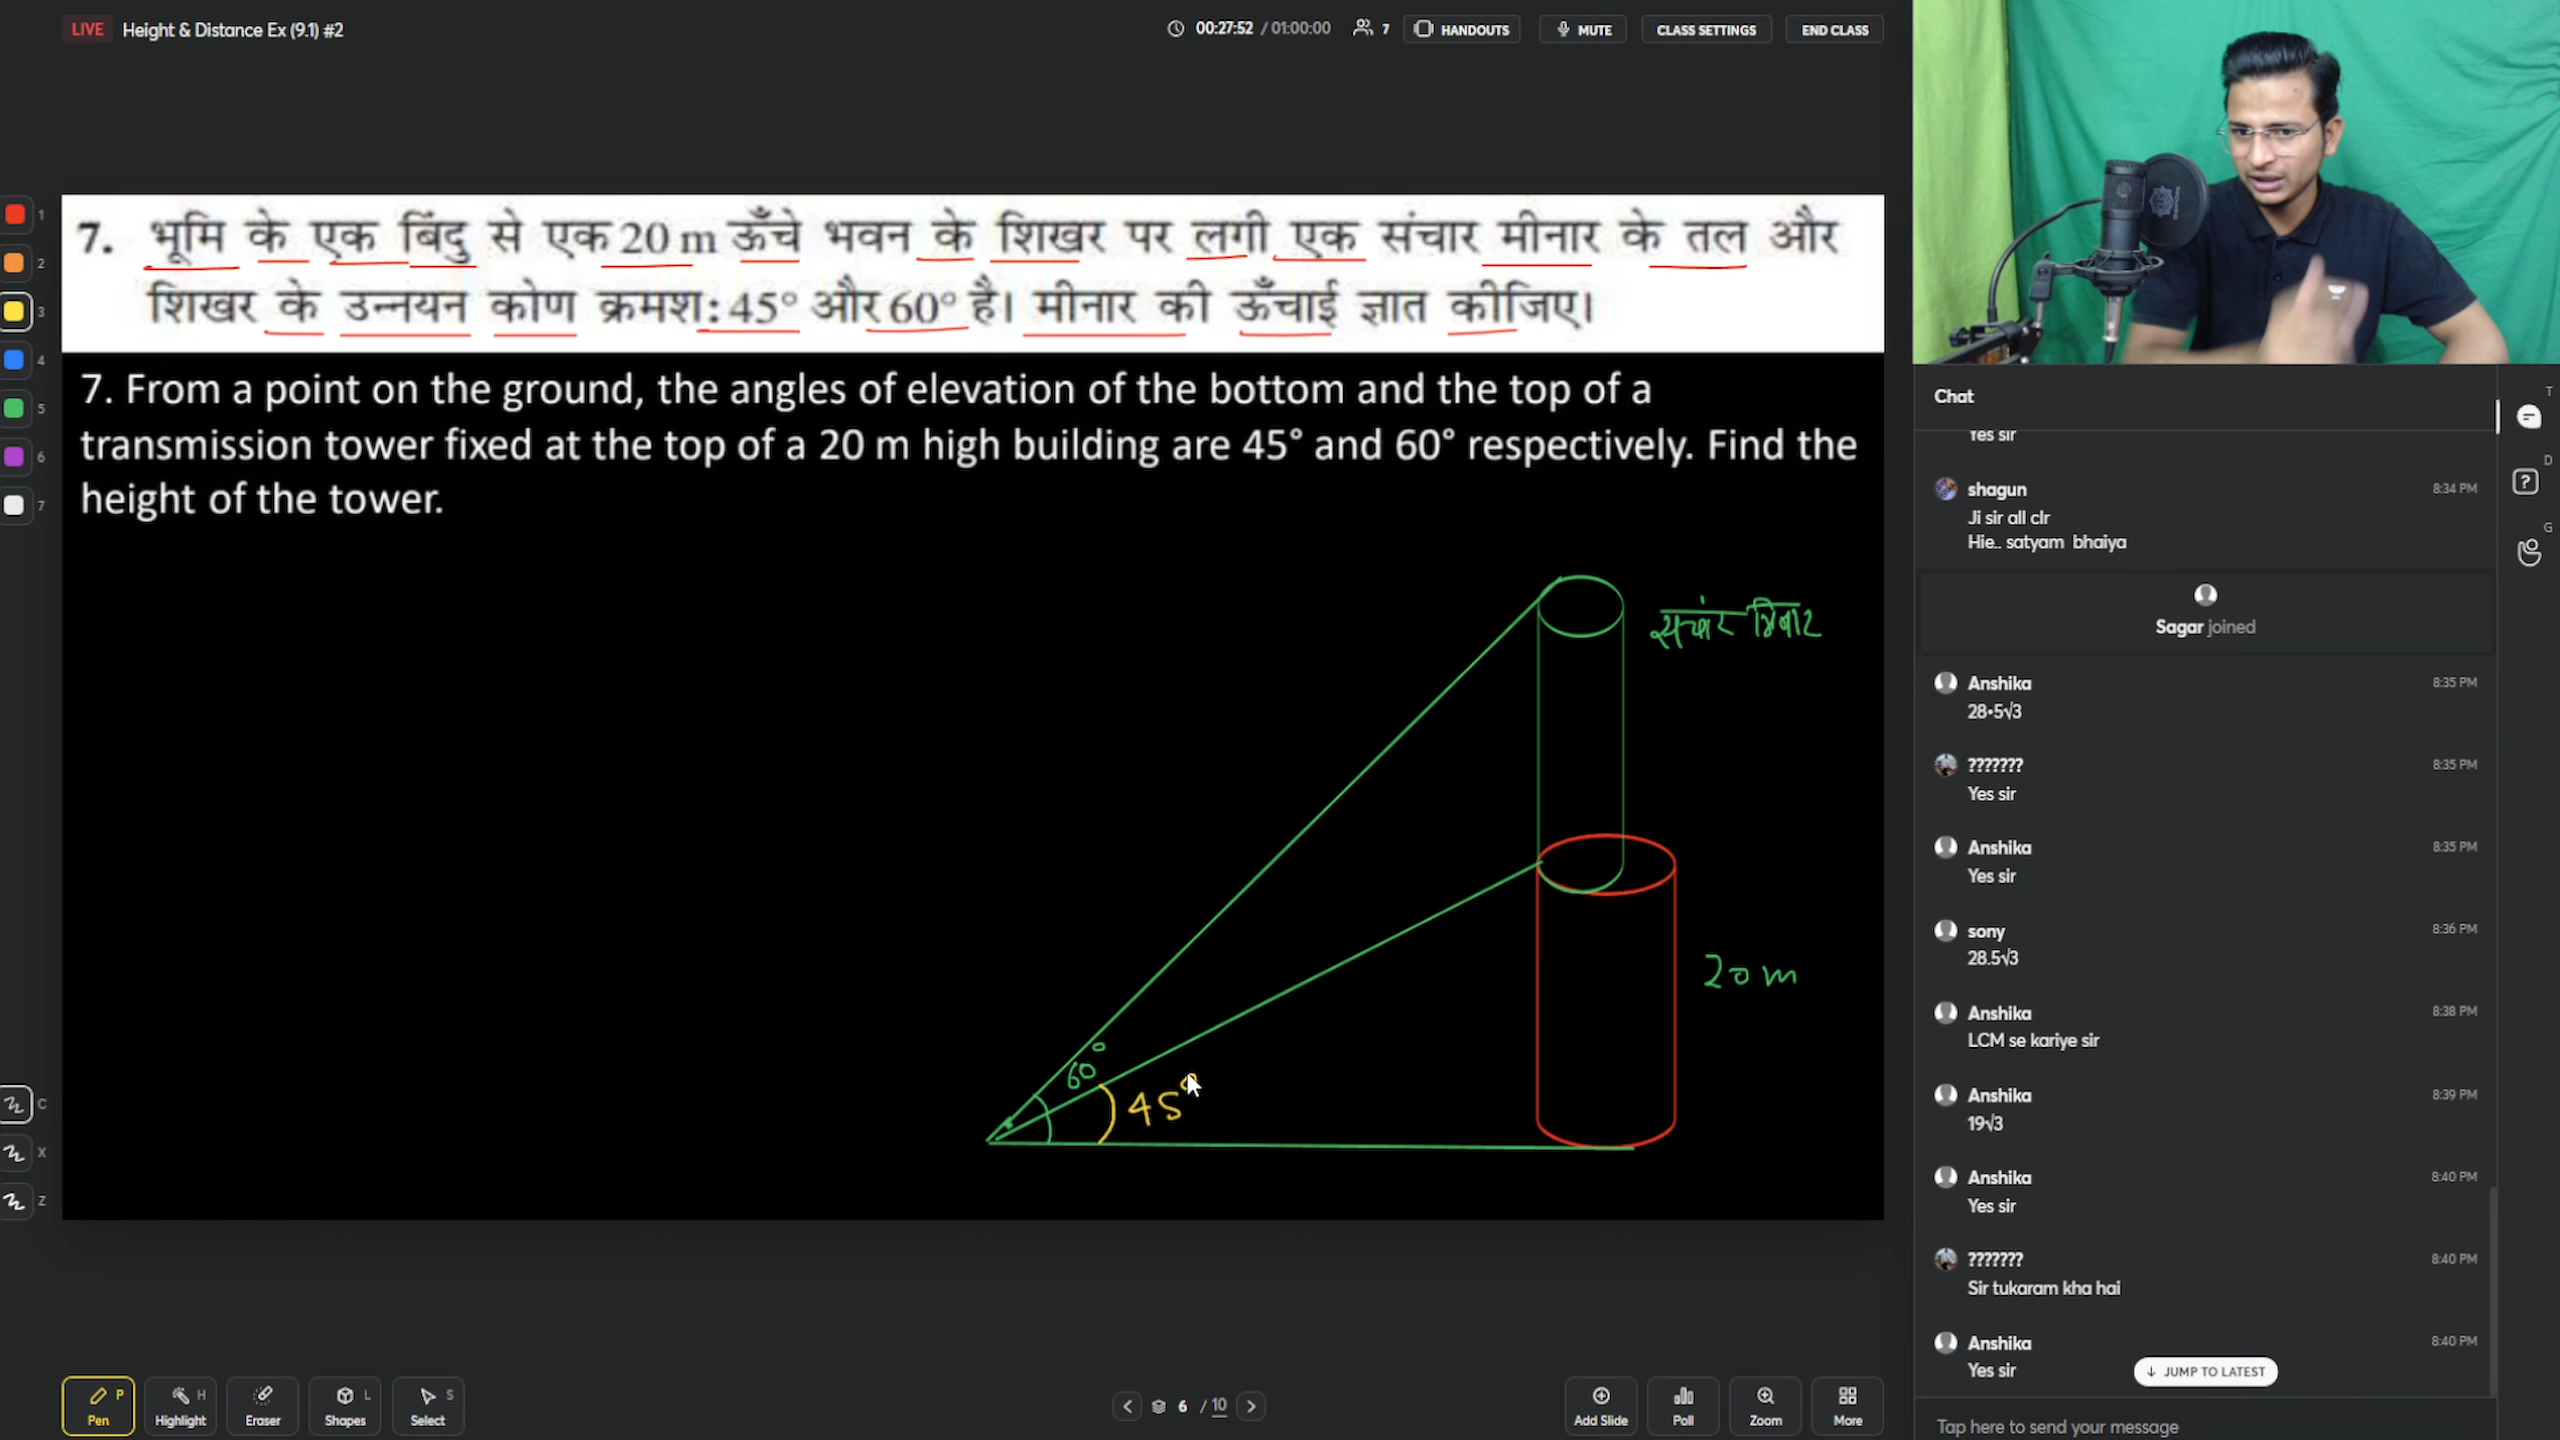 LIVE Height & Distance Ex (9.1) #2
00:27:52 / 01:00:00 7 HANDOUTS MUTE CLASS SETTINGS END CLASS
7. भूमि के एक बिंदु से एक 20 m ऊँचे भवन के शिखर पर लगी एक संचार मीनार के तल और
शिखर के उन्नयन कोण क्रमश: 45° और 60° है। मीनार की ऊँचाई ज्ञात कीजिए।
7. From a point on the ground, the angles of elevation of the bottom and the top of a
transmission tower fixed at the top of a 20 m high building are 45° and 60° respectively. Find the
height of the tower.
20 m
60°
45°
1
2
3
4
5
6
7
C
X
Z
P
Pen
H
Highlight
Eraser
L
Shapes
S
Select
6 / 10
Add Slide
Poll
Zoom
More
Chat
Yes sir
shagun 8:34 PM
Ji sir all clr
Hie.. satyam bhaiya
Sagar joined
Anshika 8:35 PM
28•5√3
??????? 8:35 PM
Yes sir
Anshika 8:35 PM
Yes sir
sony 8:36 PM
28.5√3
Anshika 8:38 PM
LCM se kariye sir
Anshika 8:39 PM
19√3
Anshika 8:40 PM
Yes sir
??????? 8:40 PM
Sir tukaram kha hai
Anshika 8:40 PM
Yes sir
JUMP TO LATEST
Tap here to send your message
T
D
?
G